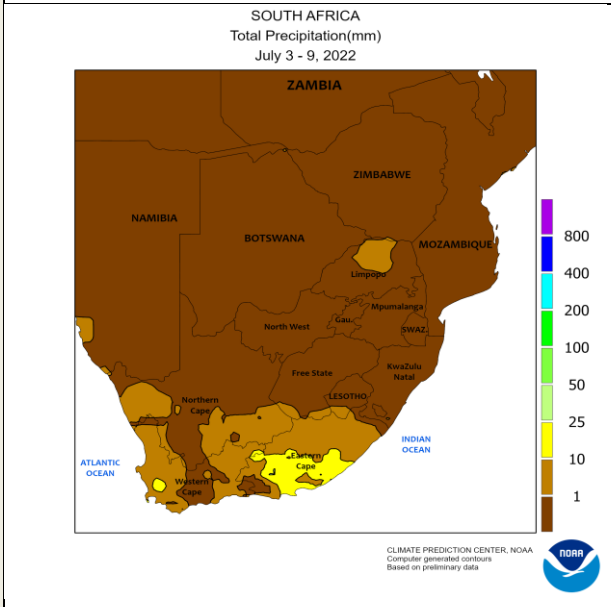 SOUTH AFRICA
Total Precipitation(mm)
July 3 - 9, 2022
ZAMBIA
ZIMBABWE
NAMIBIA
BOTSWANA
MOZAMBIQUE
Limpopo
Mpumalanga
North West
Gau.
SWAZ.
Free State
KwaZulu
Natal
Northern
Cape
LESOTHO
INDIAN
OCEAN
Eastern
Cape
ATLANTIC
OCEAN
Western
Cape
800
400
200
100
50
25
10
1
CLIMATE PREDICTION CENTER, NOAA
Computer generated contours
Based on preliminary data
NOAA